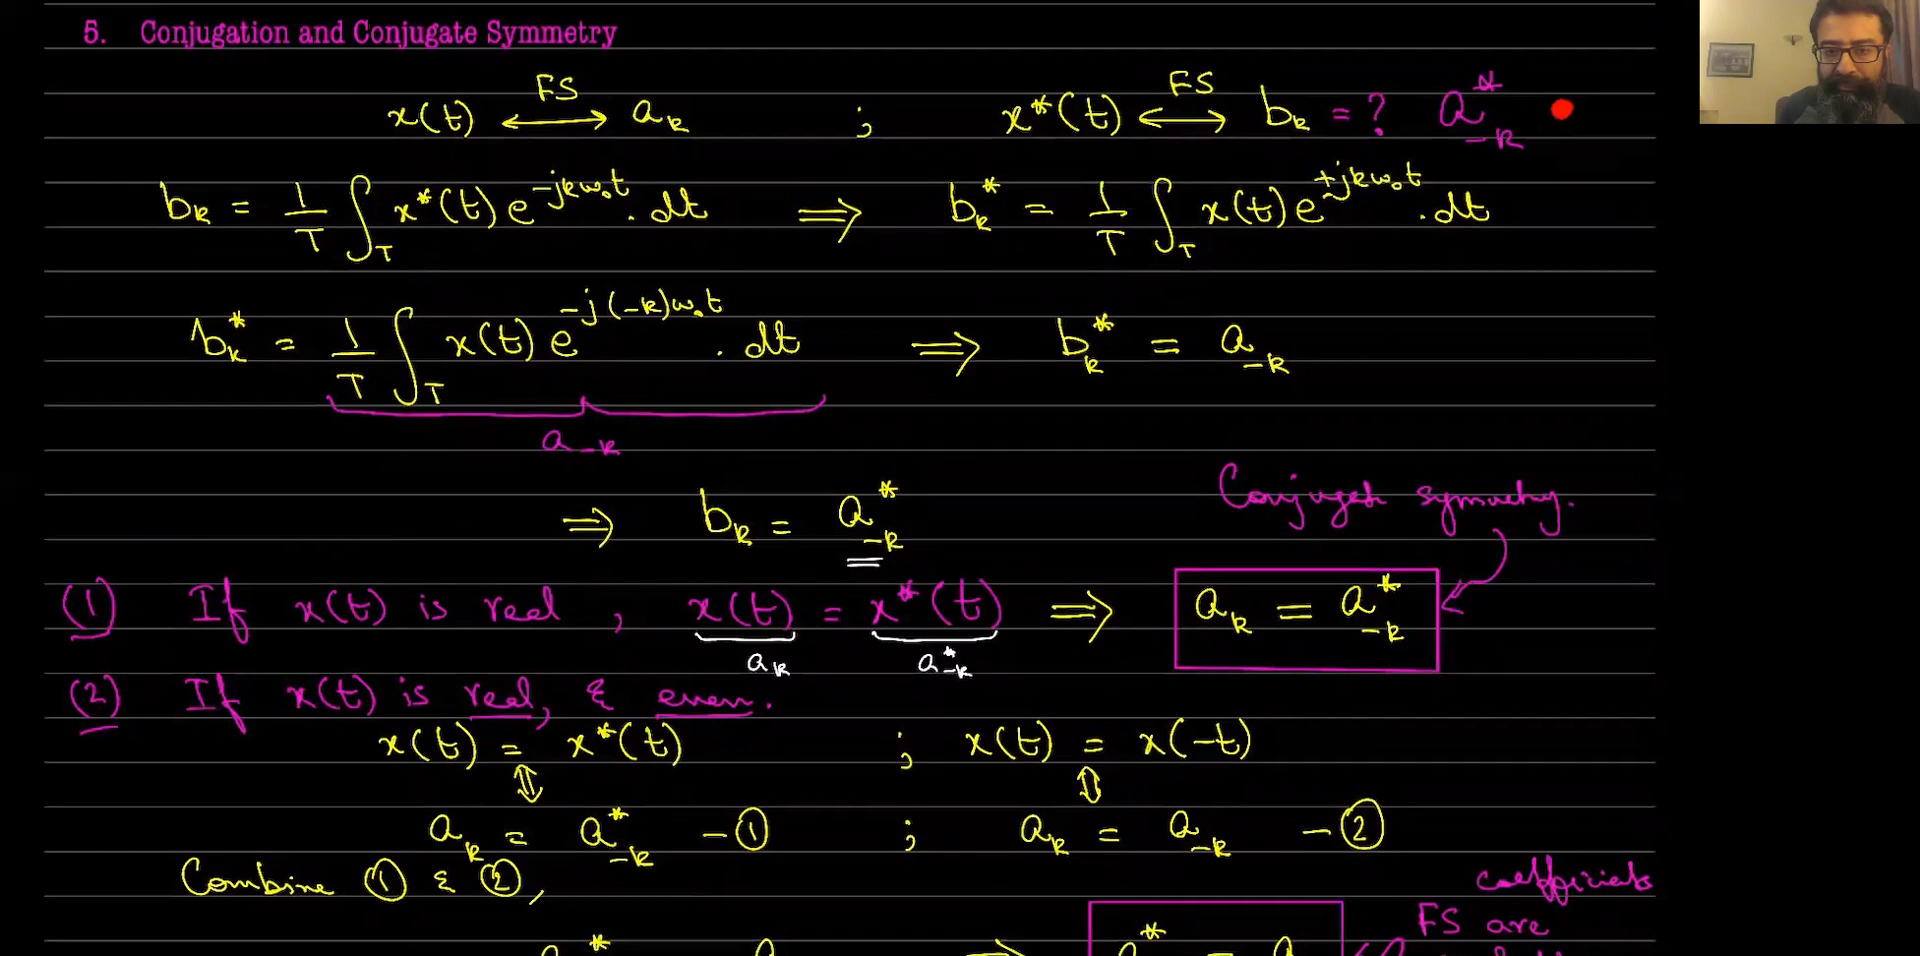 5. Conjugation and Conjugate Symmetry
x(t) ⟷ a_k ; x*(t) ⟷ b_k = ? a*_{-k}
FS FS
b_k = 1/T ∫_T x*(t) e^{-jkω₀t} . dt ⟹ b*_k = 1/T ∫_T x(t) e^{+jkω₀t} . dt
b*_k = 1/T ∫_T x(t) e^{-j(-k)ω₀t} . dt ⟹ b*_k = a_{-k}
a_{-k}
⟹ b_k = a*_{-k}
Conjugate symmetry.
(1) If x(t) is real, x(t) = x*(t) ⟹ a_k = a*_{-k}
a_k a*_{-k}
(2) If x(t) is real, & even.
x(t) = x*(t) ; x(t) = x(-t)
⇕ ⇕
a_k = a*_{-k} - ① ; a_k = a_{-k} - ②
Combine ① & ②,
coefficients
FS are